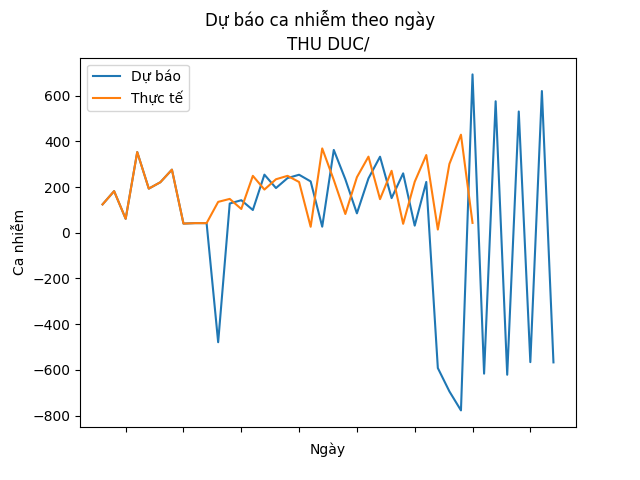 Dự báo ca nhiễm theo ngày
THU DUC/
Dự báo
Thực tế
600
400
200
0
−200
−400
−600
−800
Ca nhiễm
Ngày